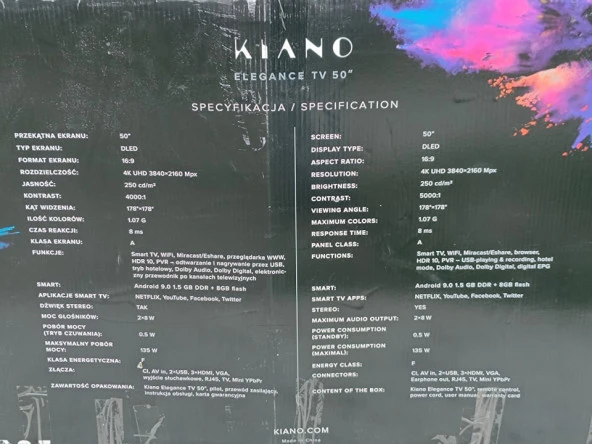 KIANO
ELEGANCE TV 50"
SPECYFIKACJA / SPECIFICATION
PRZEKĄTNA EKRANU: 50"
TYP EKRANU: DLED
FORMAT EKRANU: 16:9
ROZDZIELCZOŚĆ: 4K UHD 3840×2160 Mpx
JASNOŚĆ: 250 cd/m²
KONTRAST: 4000:1
KĄT WIDZENIA: 178°×178°
ILOŚĆ KOLORÓW: 1.07 G
CZAS REAKCJI: 8 ms
KLASA EKRANU: A
FUNKCJE: Smart TV, WIFI, Miracast/Eshare, przeglądarka WWW,
HDR 10, PVR – odtwarzanie i nagrywanie przez USB,
tryb hotelowy, Dolby Audio, Dolby Digital, elektronicz-
ny przewodnik po kanałach telewizyjnych
SMART: Android 9.0 1.5 GB DDR + 8GB flash
APLIKACJE SMART TV: NETFLIX, YouTube, Facebook, Twitter
DŹWIĘK STEREO: TAK
MOC GŁOŚNIKÓW: 2×8 W
POBÓR MOCY
(TRYB CZUWANIA): 0.5 W
MAKSYMALNY POBÓR
MOCY: 135 W
KLASA ENERGETYCZNA:
ZŁĄCZA: CI, AV in, 2×USB, 3×HDMI, VGA,
wyjście słuchawkowe, RJ45, TV, Mini YPbPr
ZAWARTOŚĆ OPAKOWANIA: Kiano Elegance TV 50", pilot, przewód zasilający,
instrukcja obsługi, karta gwarancyjna
SCREEN: 50"
DISPLAY TYPE: DLED
ASPECT RATIO: 16:9
RESOLUTION: 4K UHD 3840×2160 Mpx
BRIGHTNESS: 250 cd/m²
CONTRAST: 5000:1
VIEWING ANGLE: 178°×178°
MAXIMUM COLORS: 1.07 G
RESPONSE TIME: 8 ms
PANEL CLASS: A
FUNCTIONS: Smart TV, WIFI, Miracast/Eshare, browser,
HDR 10, PVR – USB-playing & recording, hotel
mode, Dolby Audio, Dolby Digital, digital EPG
SMART: Android 9.0 1.5 GB DDR + 8GB flash
SMART TV APPS: NETFLIX, YouTube, Facebook, Twitter
STEREO: YES
MAXIMUM AUDIO OUTPUT: 2×8 W
POWER CONSUMPTION
(STANDBY): 0.5 W
POWER CONSUMPTION
(MAXIMAL): 135 W
ENERGY CLASS: F
CONNECTORS: CI, AV in, 2×USB, 3×HDMI, VGA,
Earphone out, RJ45, TV, Mini YPbPr
CONTENT OF THE BOX: Kiano Elegance TV 50", remote control,
power cord, user manual, warranty card
KIANO.COM
Made in China